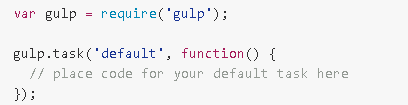 var gulp = require('gulp');
gulp.task('default', function() {
  // place code for your default task here
});